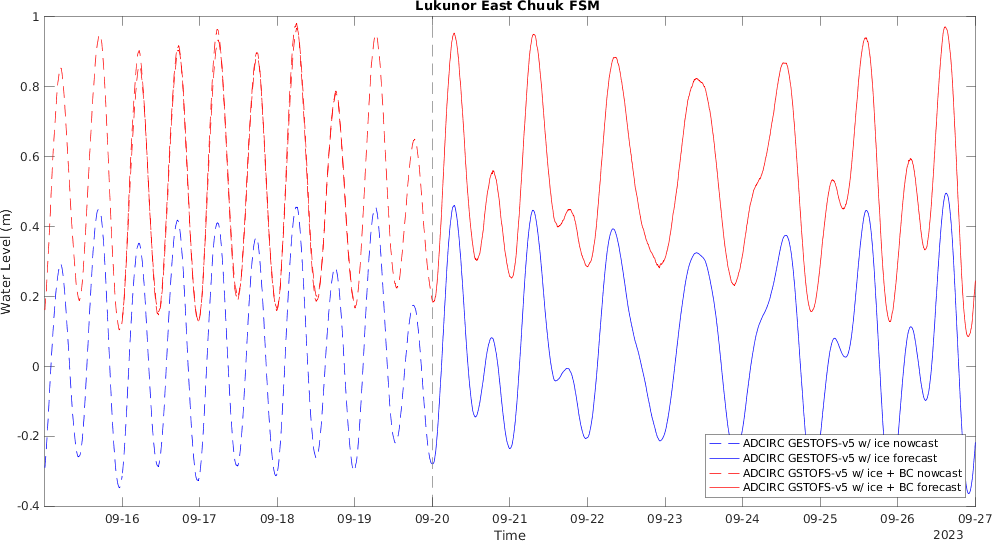 Lukunor East Chuuk FSM
1
0.8
0.6
0.4
0.2
0
-0.2
-0.4
Water Level (m)
ADCIRC GESTOFS-v5 w/ ice nowcast
ADCIRC GESTOFS-v5 w/ ice forecast
ADCIRC GSTOFS-v5 w/ ice + BC nowcast
ADCIRC GSTOFS-v5 w/ ice + BC forecast
09-16 09-17 09-18 09-19 09-20 09-21 09-22 09-23 09-24 09-25 09-26 09-27
Time
2023